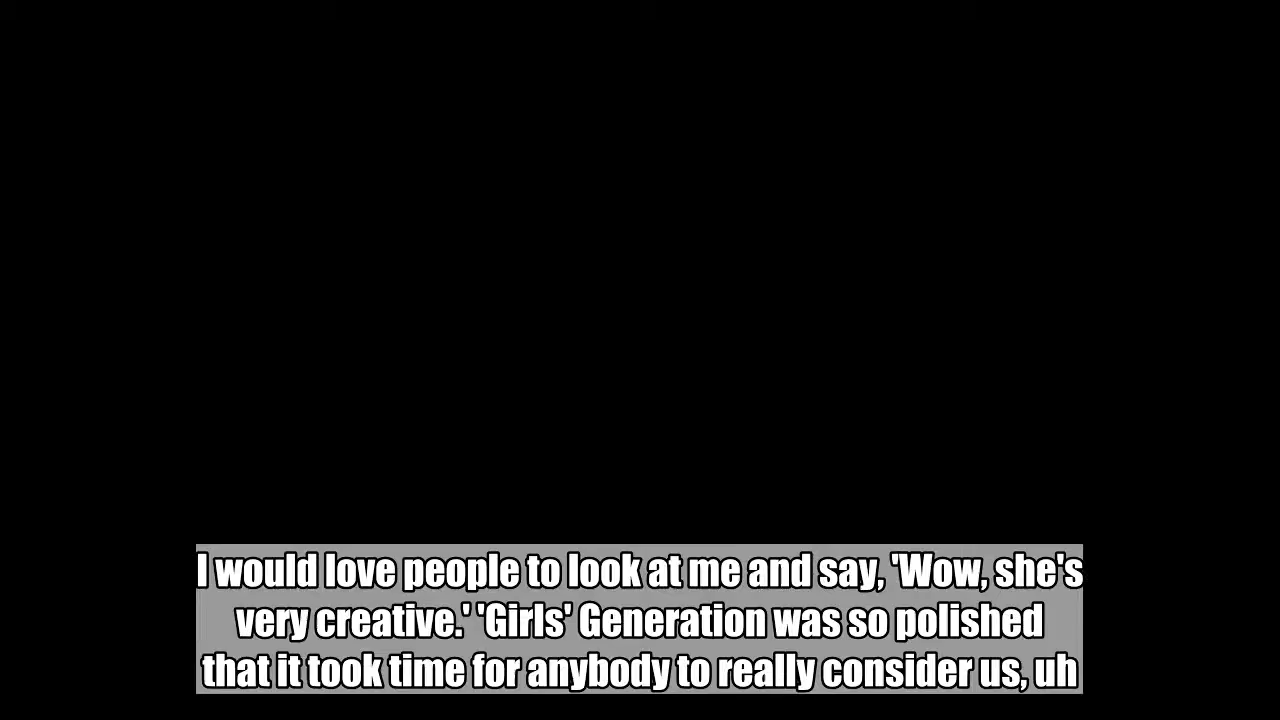 I would love people to look at me and say, 'Wow, she's
very creative.' 'Girls' Generation was so polished
that it took time for anybody to really consider us, uh